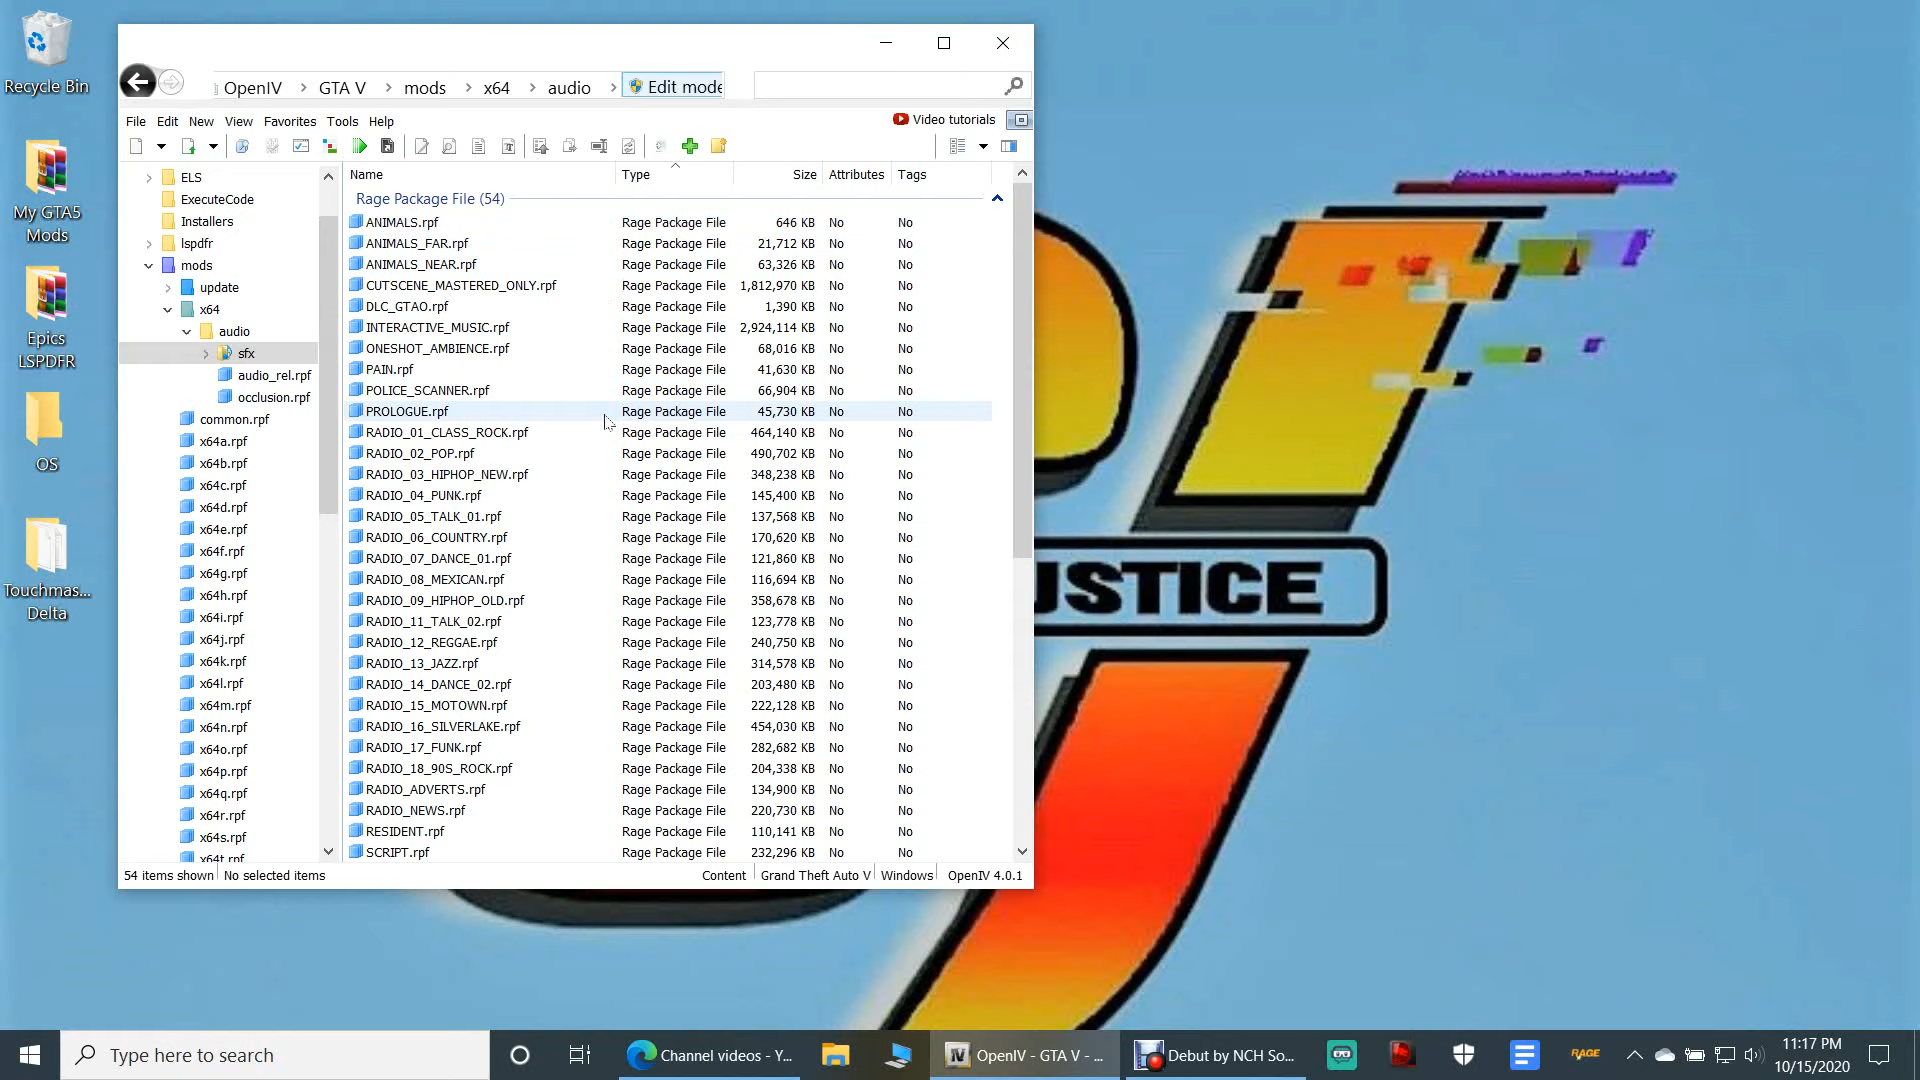 Recycle Bin
My GTA5
Mods
Epics
LSPDFR
OS
Touchmas...
Delta
OpenIV
GTA V
mods
x64
audio
Edit mode
File Edit New View Favorites Tools Help
Video tutorials
ELS
ExecuteCode
Installers
lspdfr
mods
update
x64
audio
sfx
audio_rel.rpf
occlusion.rpf
common.rpf
x64a.rpf
x64b.rpf
x64c.rpf
x64d.rpf
x64e.rpf
x64f.rpf
x64g.rpf
x64h.rpf
x64i.rpf
x64j.rpf
x64k.rpf
x64l.rpf
x64m.rpf
x64n.rpf
x64o.rpf
x64p.rpf
x64q.rpf
x64r.rpf
x64s.rpf
x64t.rpf
Name Type Size Attributes Tags
Rage Package File (54)
ANIMALS.rpf Rage Package File 646 KB No No
ANIMALS_FAR.rpf Rage Package File 21,712 KB No No
ANIMALS_NEAR.rpf Rage Package File 63,326 KB No No
CUTSCENE_MASTERED_ONLY.rpf Rage Package File 1,812,970 KB No No
DLC_GTAO.rpf Rage Package File 1,390 KB No No
INTERACTIVE_MUSIC.rpf Rage Package File 2,924,114 KB No No
ONESHOT_AMBIENCE.rpf Rage Package File 68,016 KB No No
PAIN.rpf Rage Package File 41,630 KB No No
POLICE_SCANNER.rpf Rage Package File 66,904 KB No No
PROLOGUE.rpf Rage Package File 45,730 KB No No
RADIO_01_CLASS_ROCK.rpf Rage Package File 464,140 KB No No
RADIO_02_POP.rpf Rage Package File 490,702 KB No No
RADIO_03_HIPHOP_NEW.rpf Rage Package File 348,238 KB No No
RADIO_04_PUNK.rpf Rage Package File 145,400 KB No No
RADIO_05_TALK_01.rpf Rage Package File 137,568 KB No No
RADIO_06_COUNTRY.rpf Rage Package File 170,620 KB No No
RADIO_07_DANCE_01.rpf Rage Package File 121,860 KB No No
RADIO_08_MEXICAN.rpf Rage Package File 116,694 KB No No
RADIO_09_HIPHOP_OLD.rpf Rage Package File 358,678 KB No No
RADIO_11_TALK_02.rpf Rage Package File 123,778 KB No No
RADIO_12_REGGAE.rpf Rage Package File 240,750 KB No No
RADIO_13_JAZZ.rpf Rage Package File 314,578 KB No No
RADIO_14_DANCE_02.rpf Rage Package File 203,480 KB No No
RADIO_15_MOTOWN.rpf Rage Package File 222,128 KB No No
RADIO_16_SILVERLAKE.rpf Rage Package File 454,030 KB No No
RADIO_17_FUNK.rpf Rage Package File 282,682 KB No No
RADIO_18_90S_ROCK.rpf Rage Package File 204,338 KB No No
RADIO_ADVERTS.rpf Rage Package File 134,900 KB No No
RADIO_NEWS.rpf Rage Package File 220,730 KB No No
RESIDENT.rpf Rage Package File 110,141 KB No No
SCRIPT.rpf Rage Package File 232,296 KB No No
54 items shown No selected items Content Grand Theft Auto V Windows OpenIV 4.0.1
USTICE
Type here to search
Channel videos - Y...
OpenIV - GTA V - ...
Debut by NCH So...
RAGE
11:17 PM
10/15/2020